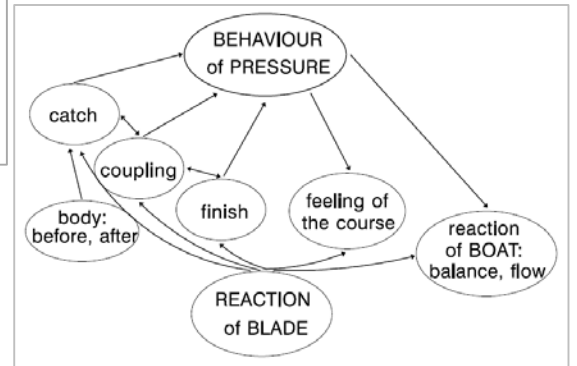 BEHAVIOUR
of PRESSURE
catch
coupling
body:
before, after
finish
feeling of
the course
reaction
of BOAT:
balance, flow
REACTION
of BLADE